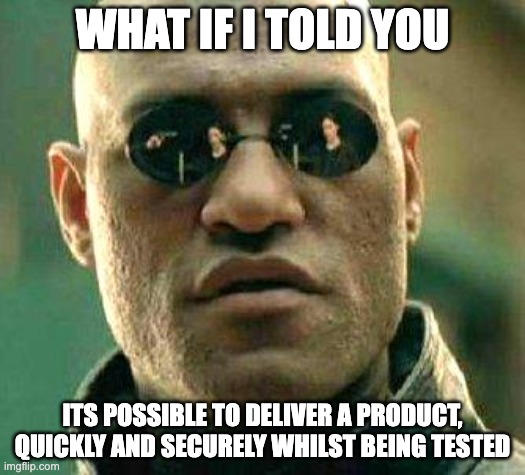 WHAT IF I TOLD YOU
ITS POSSIBLE TO DELIVER A PRODUCT,
QUICKLY AND SECURELY WHILST BEING TESTED
imgflip.com